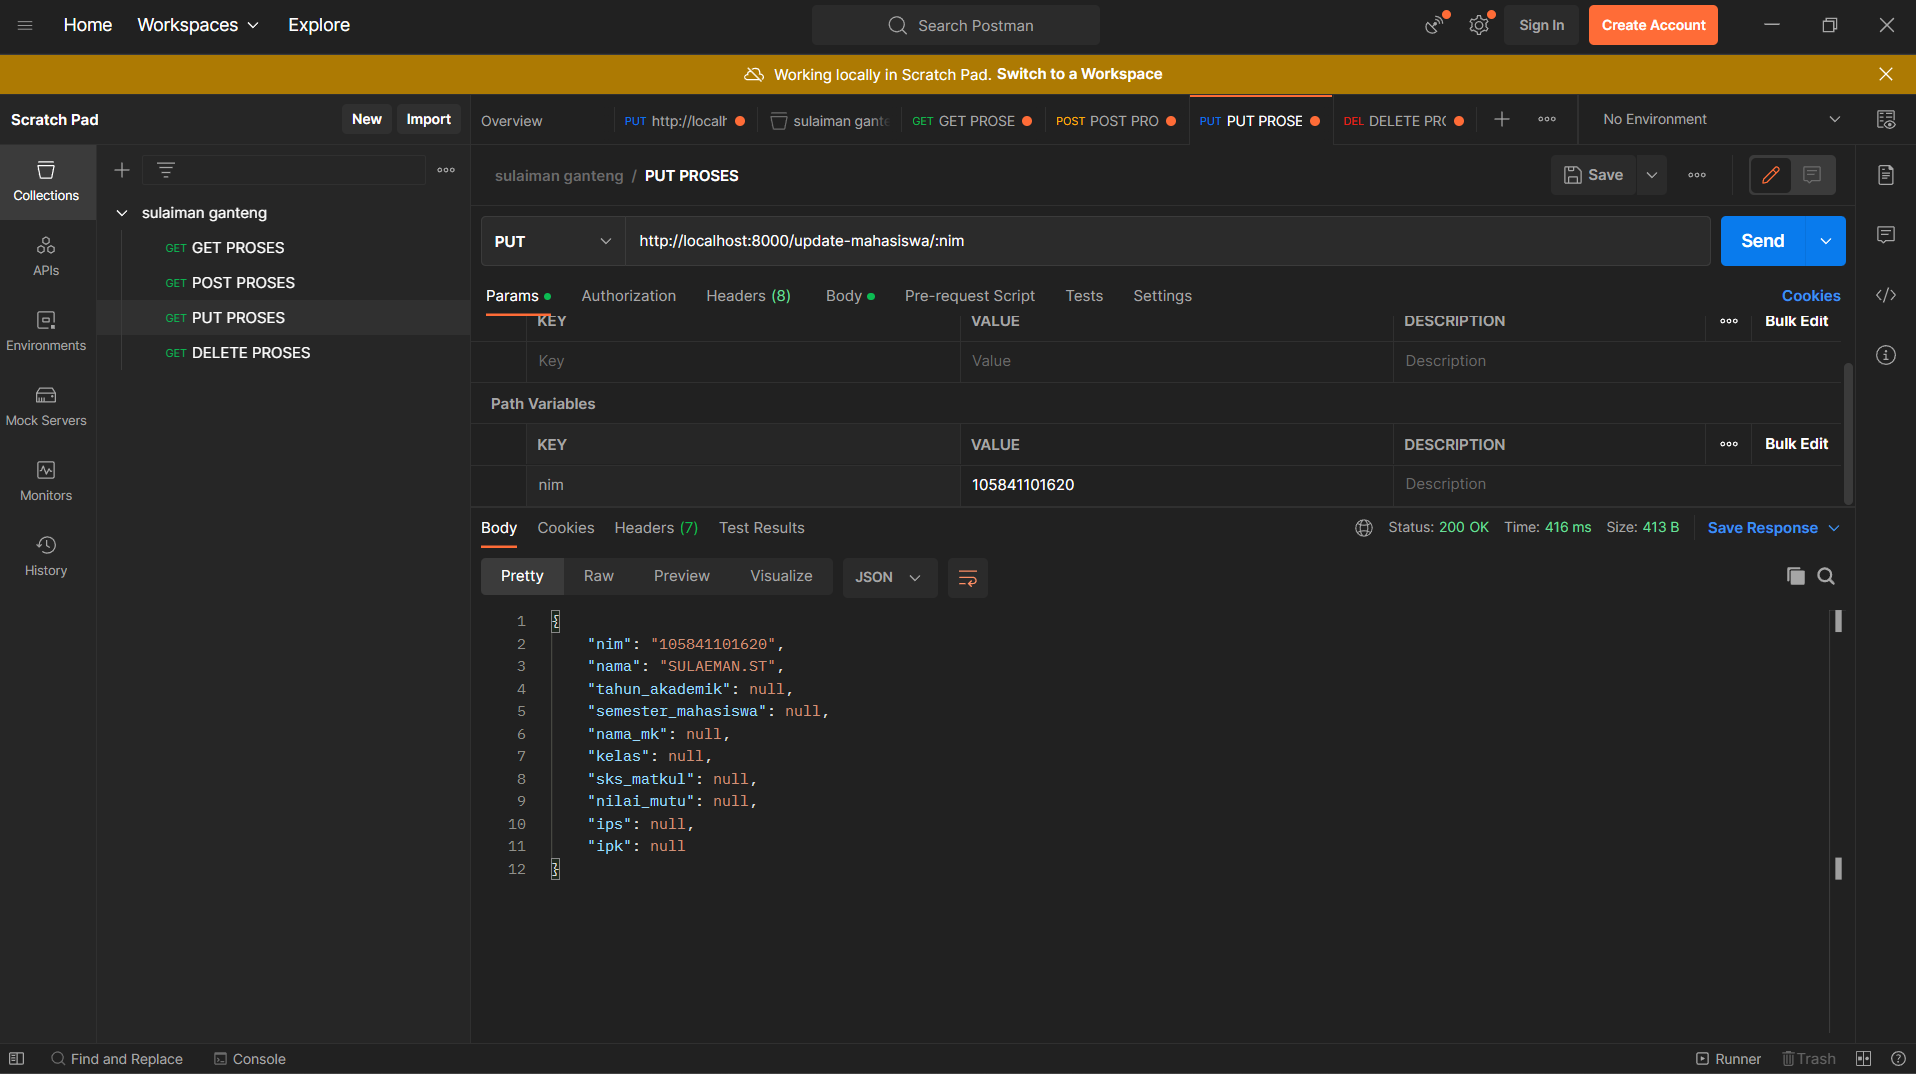 Home Workspaces Explore Search Postman Sign In Create Account
Working locally in Scratch Pad. Switch to a Workspace
Scratch Pad New Import
Overview PUT http://localh sulaiman gante GET GET PROSE POST POST PRO PUT PUT PROSE DEL DELETE PRO No Environment
Collections
APIs
Environments
Mock Servers
Monitors
History
sulaiman ganteng
GET GET PROSES
GET POST PROSES
GET PUT PROSES
GET DELETE PROSES
sulaiman ganteng / PUT PROSES Save
PUT http://localhost:8000/update-mahasiswa/:nim Send
Params Authorization Headers (8) Body Pre-request Script Tests Settings Cookies
KEY VALUE DESCRIPTION Bulk Edit
Key Value Description
Path Variables
KEY VALUE DESCRIPTION Bulk Edit
nim 105841101620 Description
Body Cookies Headers (7) Test Results Status: 200 OK Time: 416 ms Size: 413 B Save Response
Pretty Raw Preview Visualize JSON
1 {
2 "nim": "105841101620",
3 "nama": "SULAEMAN.ST",
4 "tahun_akademik": null,
5 "semester_mahasiswa": null,
6 "nama_mk": null,
7 "kelas": null,
8 "sks_matkul": null,
9 "nilai_mutu": null,
10 "ips": null,
11 "ipk": null
12 }
Find and Replace Console Runner Trash